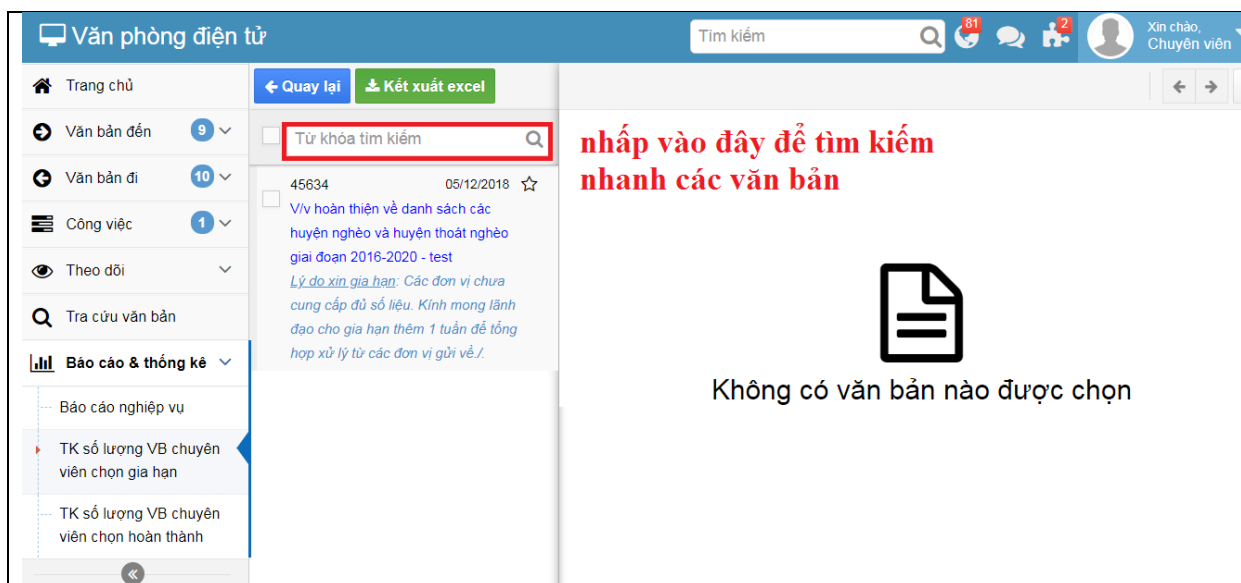 Văn phòng điện tử
Tìm kiếm
81
2
Xin chào,
Chuyên viên
Trang chủ
Văn bản đến 9
Văn bản đi 10
Công việc 1
Theo dõi
Tra cứu văn bản
Báo cáo & thống kê
Báo cáo nghiệp vụ
TK số lượng VB chuyên
viên chọn gia hạn
TK số lượng VB chuyên
viên chọn hoàn thành
Quay lại
Kết xuất excel
Từ khóa tìm kiếm
45634 05/12/2018
V/v hoàn thiện về danh sách các
huyện nghèo và huyện thoát nghèo
giai đoạn 2016-2020 - test
Lý do xin gia hạn: Các đơn vị chưa
cung cấp đủ số liệu. Kính mong lãnh
đạo cho gia hạn thêm 1 tuần để tổng
hợp xử lý từ các đơn vị gửi về./.
nhấp vào đây để tìm kiếm
nhanh các văn bản
Không có văn bản nào được chọn